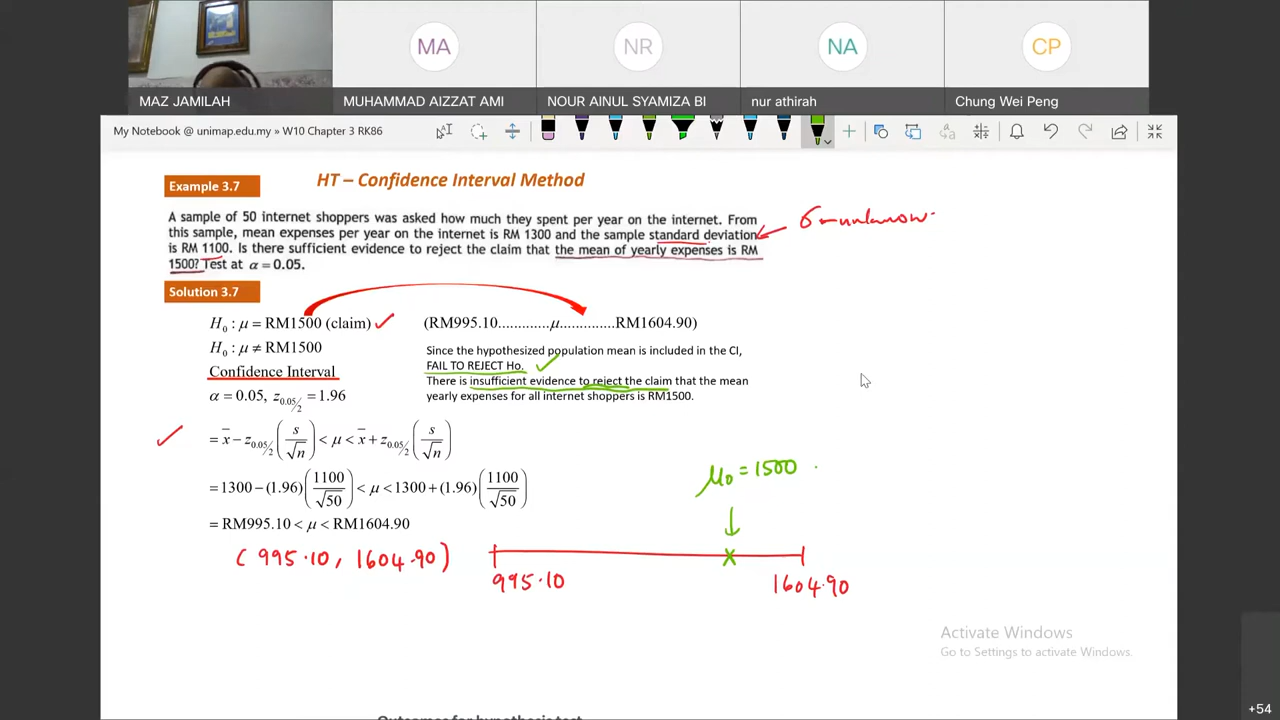 MA
NR
NA
CP
MAZ JAMILAH
MUHAMMAD AIZZAT AMI
NOUR AINUL SYAMIZA BI
nur athirah
Chung Wei Peng
My Notebook @ unimap.edu.my » W10 Chapter 3 RK86
Example 3.7
HT – Confidence Interval Method
A sample of 50 internet shoppers was asked how much they spent per year on the internet. From
this sample, mean expenses per year on the internet is RM 1300 and the sample standard deviation
is RM 1100. Is there sufficient evidence to reject the claim that the mean of yearly expenses is RM
1500? Test at α = 0.05.
σ unknown
Solution 3.7
H₀ : μ = RM1500 (claim)
H₀ : μ ≠ RM1500
Confidence Interval
α = 0.05, z₀.₀₅/₂ = 1.96
= x̄ − z₀.₀₅/₂ (s/√n) < μ < x̄ + z₀.₀₅/₂ (s/√n)
= 1300 − (1.96)(1100/√50) < μ < 1300 + (1.96)(1100/√50)
= RM995.10 < μ < RM1604.90
(995.10, 1604.90)
(RM995.10.............μ..............RM1604.90)
Since the hypothesized population mean is included in the CI,
FAIL TO REJECT Ho.
There is insufficient evidence to reject the claim that the mean
yearly expenses for all internet shoppers is RM1500.
μ₀ = 1500
995.10
1604.90
Activate Windows
Go to Settings to activate Windows.
Outcomes for hypothesis test
+54